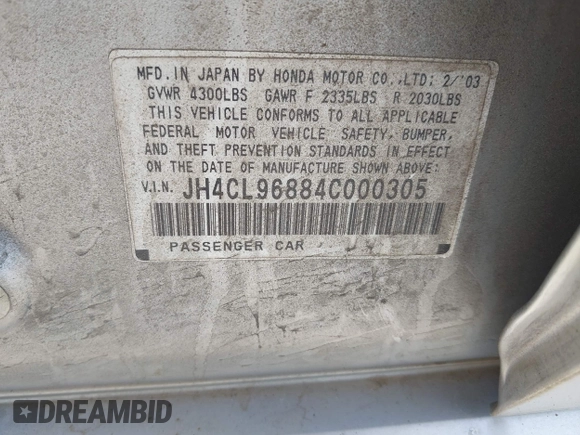 MFD. IN JAPAN BY HONDA MOTOR CO.,LTD: 2/'03
GVWR 4300LBS GAWR F 2335LBS R 2030LBS
THIS VEHICLE CONFORMS TO ALL APPLICABLE
FEDERAL MOTOR VEHICLE SAFETY, BUMPER,
AND THEFT PREVENTION STANDARDS IN EFFECT
ON THE DATE OF MANUFACTURE SHOWN ABOVE:
V.I.N. JH4CL96884C000305
PASSENGER CAR
DREAMBID